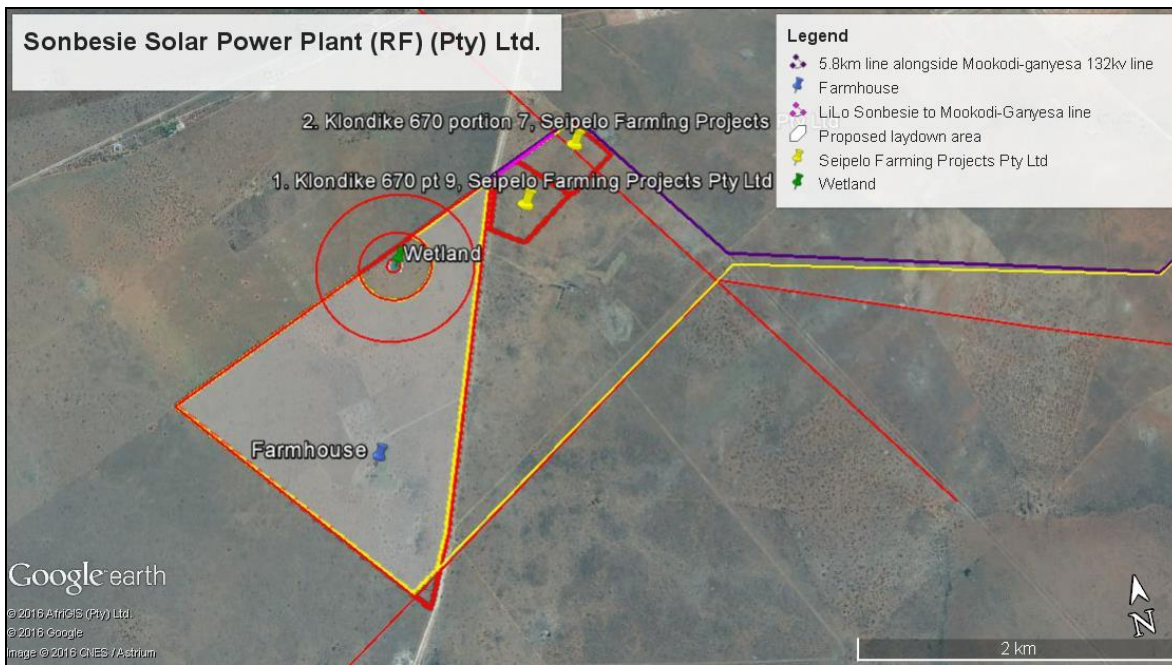 Sonbesie Solar Power Plant (RF) (Pty) Ltd.
Legend
5.8km line alongside Mookodi-ganyesa 132kv line
Farmhouse
LiLo Sonbesie to Mookodi-Ganyesa line
Proposed laydown area
Seipelo Farming Projects Pty Ltd
Wetland
2. Klondike 670 portion 7, Seipelo Farming Projects Pty Ltd
1. Klondike 670 pt 9, Seipelo Farming Projects Pty Ltd
Wetland
Farmhouse
Google earth
© 2016 AfriGIS (Pty) Ltd.
© 2016 Google
Image © 2016 CNES / Astrium
N
2 km